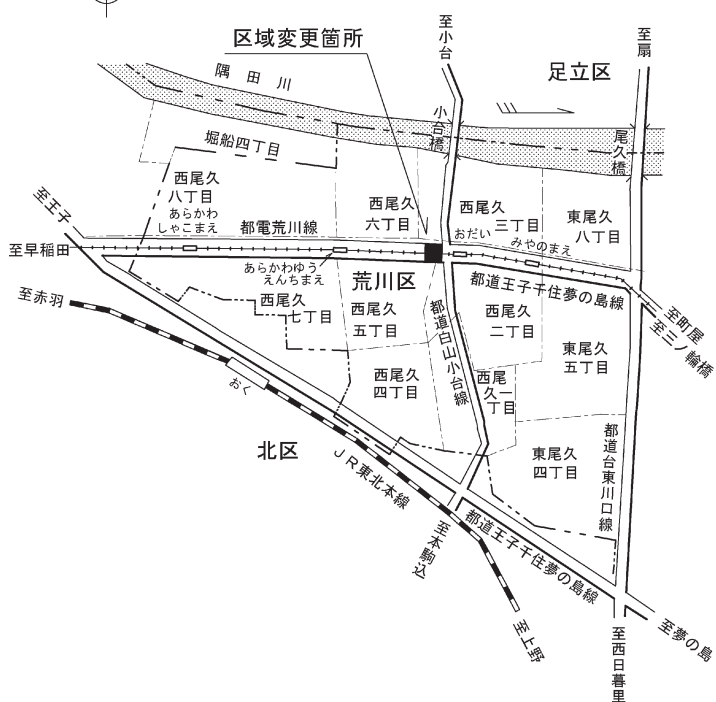 区域変更箇所
至小台
至扇
足立区
隅田川
小台橋
尾久橋
堀船四丁目
西尾久
八丁目
西尾久
六丁目
西尾久
三丁目
東尾久
八丁目
至王子
あらかわ
しゃこまえ
都電荒川線
おだい
みやのまえ
至早稲田
あらかわゆう
えんちまえ
荒川区
都道王子千住夢の島線
至町屋
至三ノ輪橋
至赤羽
西尾久
七丁目
西尾久
五丁目
都道白山小台線
西尾久
二丁目
東尾久
五丁目
西尾久
四丁目
西尾
久一
丁目
おく
北区
JR東北本線
東尾久
四丁目
都道台東川口線
都道王子千住夢の島線
至本駒込
至上野
至西日暮里
至夢の島